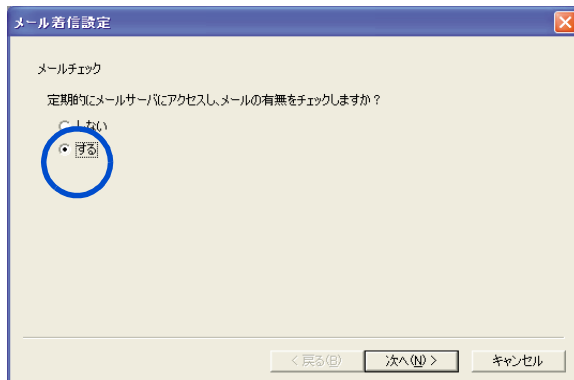 メール着信設定
メールチェック
定期的にメールサーバにアクセスし、メールの有無をチェックしますか？
しない
する
< 戻る(B)
次へ(N) >
キャンセル